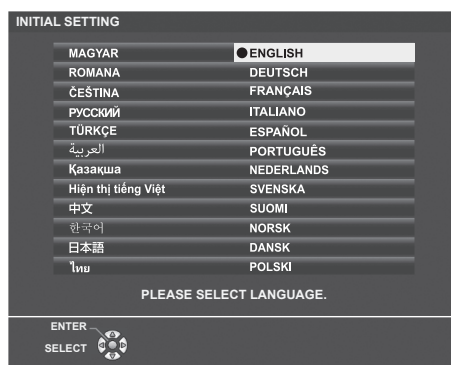 INITIAL SETTING
MAGYAR ENGLISH
ROMANA DEUTSCH
ČEŠTINA FRANÇAIS
РУССКИЙ ITALIANO
TÜRKÇE ESPAÑOL
العربية PORTUGUÊS
Қазақша NEDERLANDS
Hiện thị tiếng Việt SVENSKA
中文 SUOMI
한국어 NORSK
日本語 DANSK
ไทย POLSKI
PLEASE SELECT LANGUAGE.
ENTER
SELECT